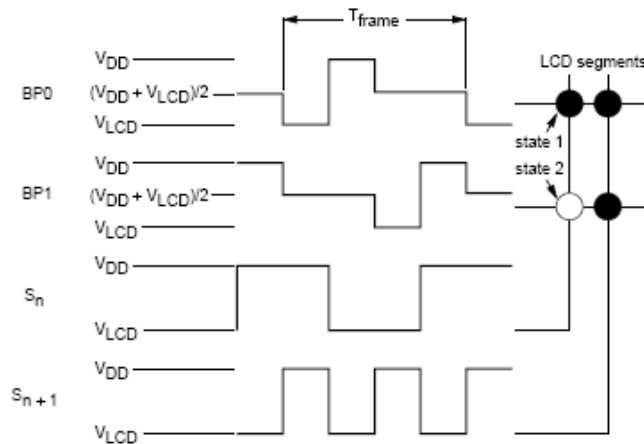 T_frame
V_DD
LCD segments
BP0 (V_DD + V_LCD)/2
V_LCD
state 1
V_DD
state 2
BP1 (V_DD + V_LCD)/2
V_LCD
V_DD
S_n
V_LCD
V_DD
S_n + 1
V_LCD